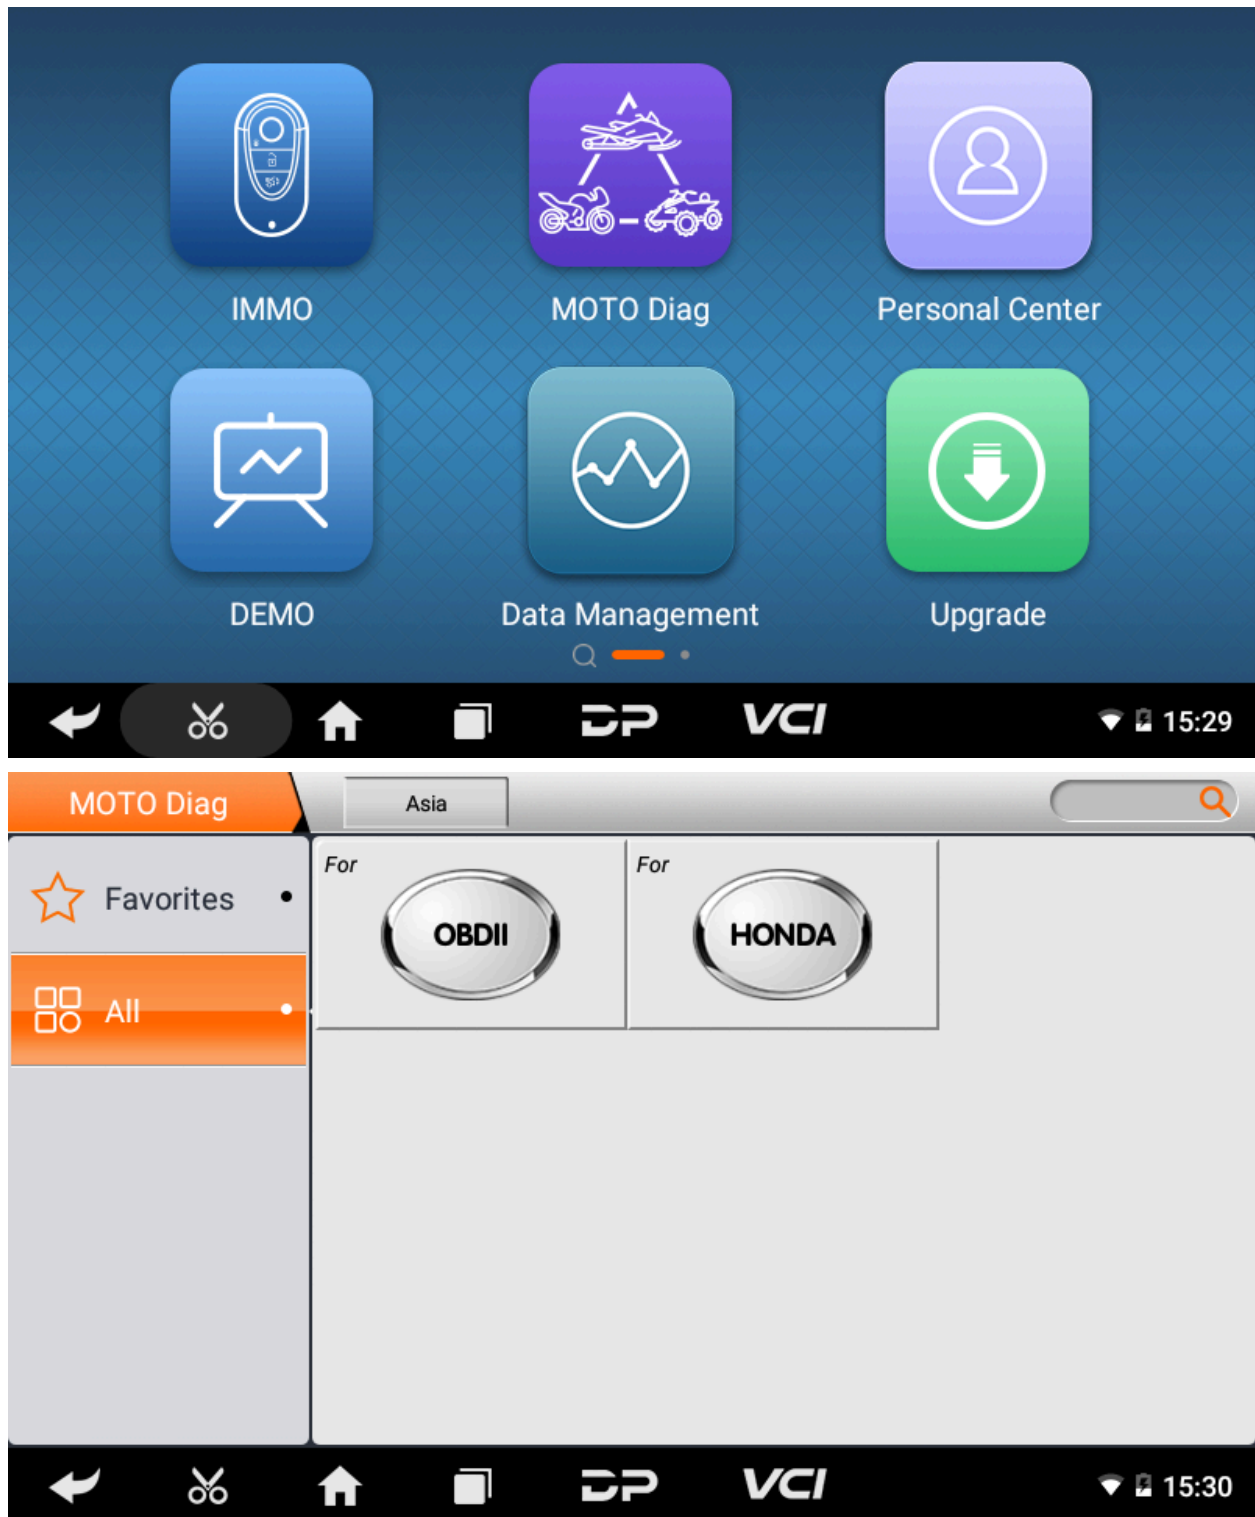 IMMO
MOTO Diag
Personal Center
DEMO
Data Management
Upgrade
DP
VCI
15:29
MOTO Diag
Asia
Favorites
All
For
OBDII
For
HONDA
DP
VCI
15:30